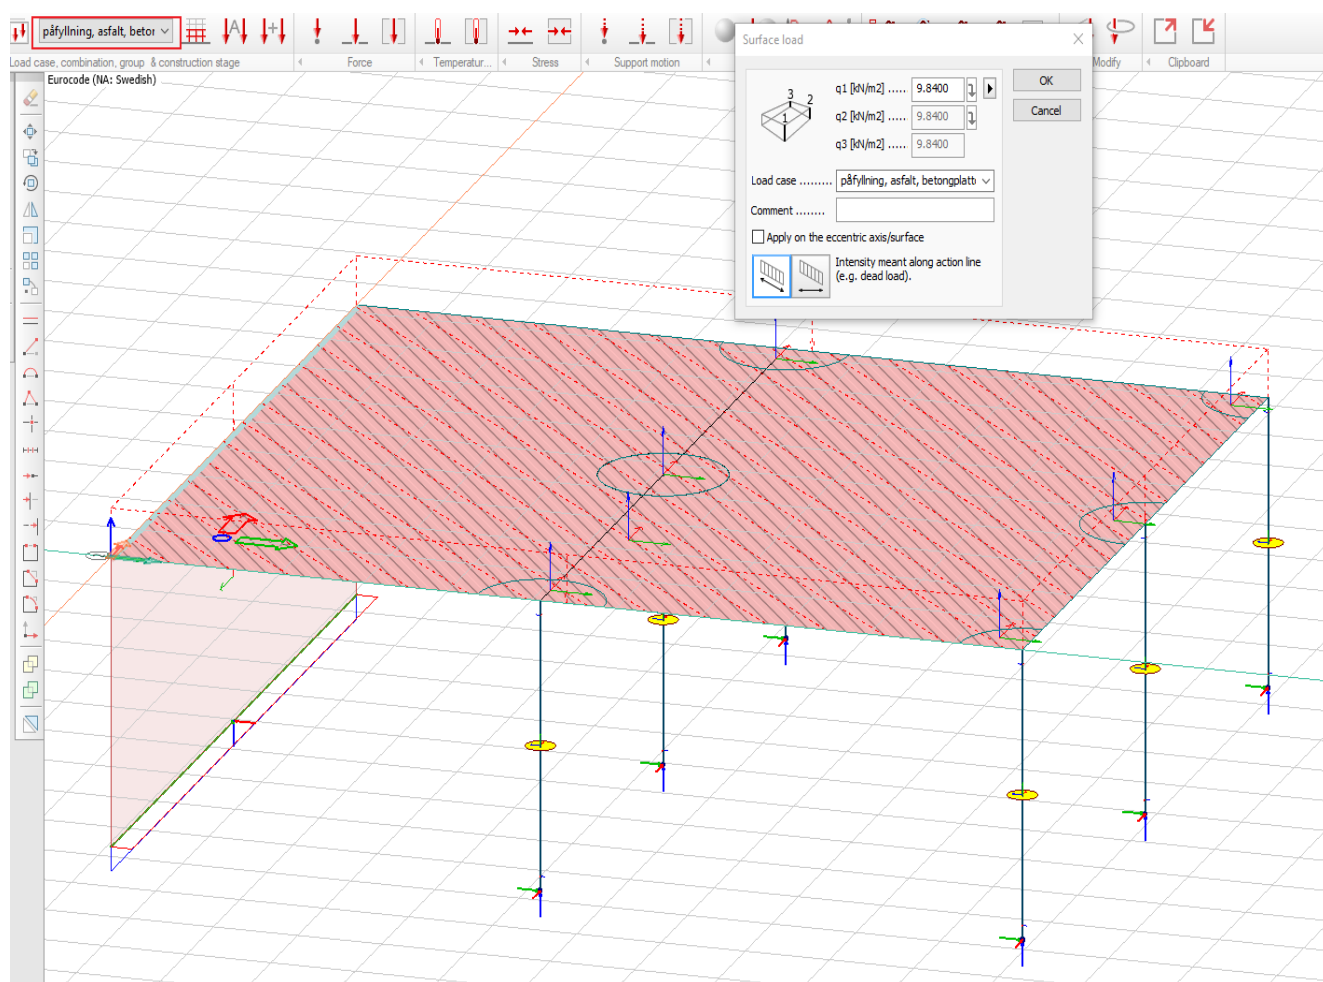 påfyllning, asfalt, betor
Load case, combination, group & construction stage
Force
Temperatur...
Stress
Support motion
Modify
Clipboard
Eurocode (NA: Swedish)
Surface load
q1 [kN/m2] ..... 9.8400
q2 [kN/m2] ..... 9.8400
q3 [kN/m2] ..... 9.8400
3 2
1
OK
Cancel
Load case ......... påfyllning, asfalt, betongplatt
Comment ........
Apply on the eccentric axis/surface
Intensity meant along action line
(e.g. dead load).